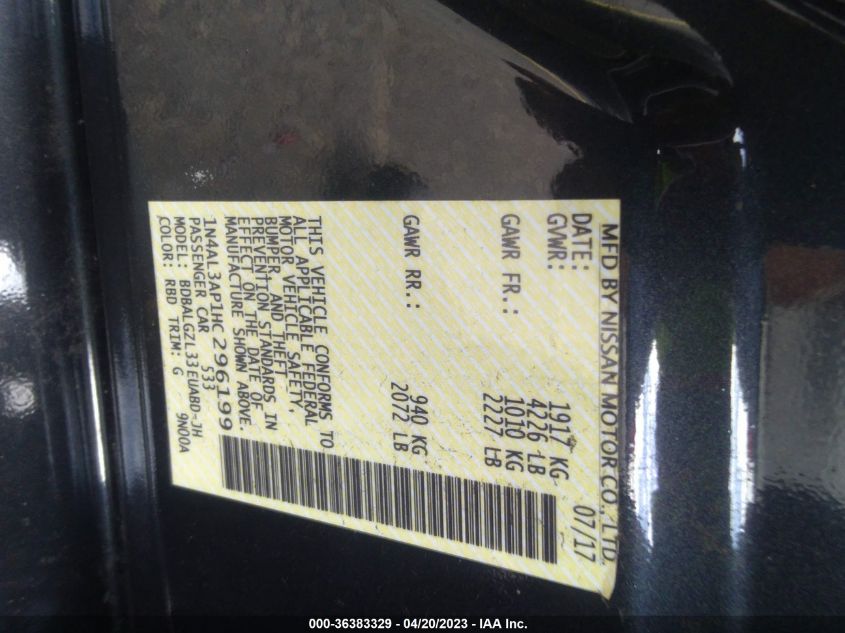 MFD BY NISSAN MOTOR CO., LTD.
DATE: 07/17
GVWR: 1917 KG
4226 LB
GAWR FR.: 1010 KG
2227 LB
GAWR RR.: 940 KG
2072 LB
THIS VEHICLE CONFORMS TO
ALL APPLICABLE FEDERAL
MOTOR VEHICLE SAFETY,
BUMPER, AND THEFT
PREVENTION STANDARDS IN
EFFECT ON THE DATE OF
MANUFACTURE SHOWN ABOVE.
1N4AL3AP1HC296199
PASSENGER CAR 533
MODEL: BDBALGZL33EUABD-JH
COLOR: RBD TRIM: G 9N00A
000-36383329 - 04/20/2023 - IAA Inc.